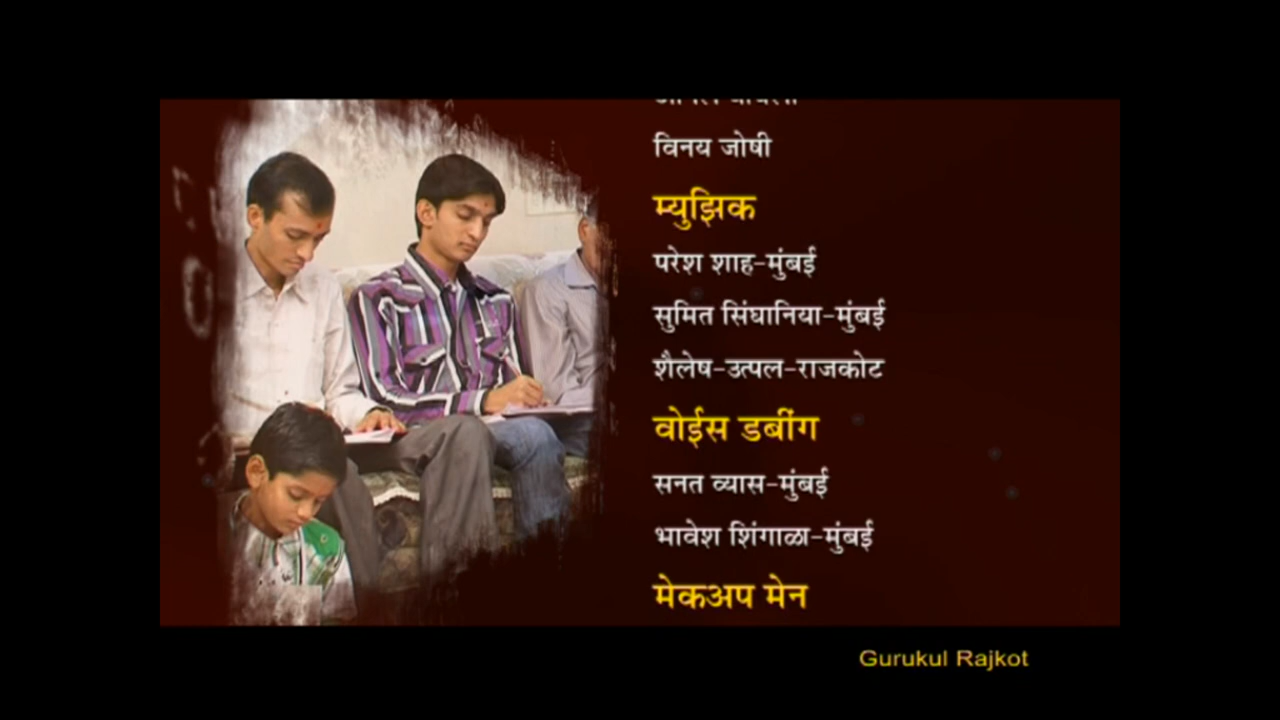 विनय जोषी
म्युझिक
परेश शाह-मुंबई
सुमित सिंघानिया-मुंबई
शैलेष-उत्पल-राजकोट
वोईस डबींग
सनत व्यास-मुंबई
भावेश शिंगाळा-मुंबई
मेकअप मेन
Gurukul Rajkot